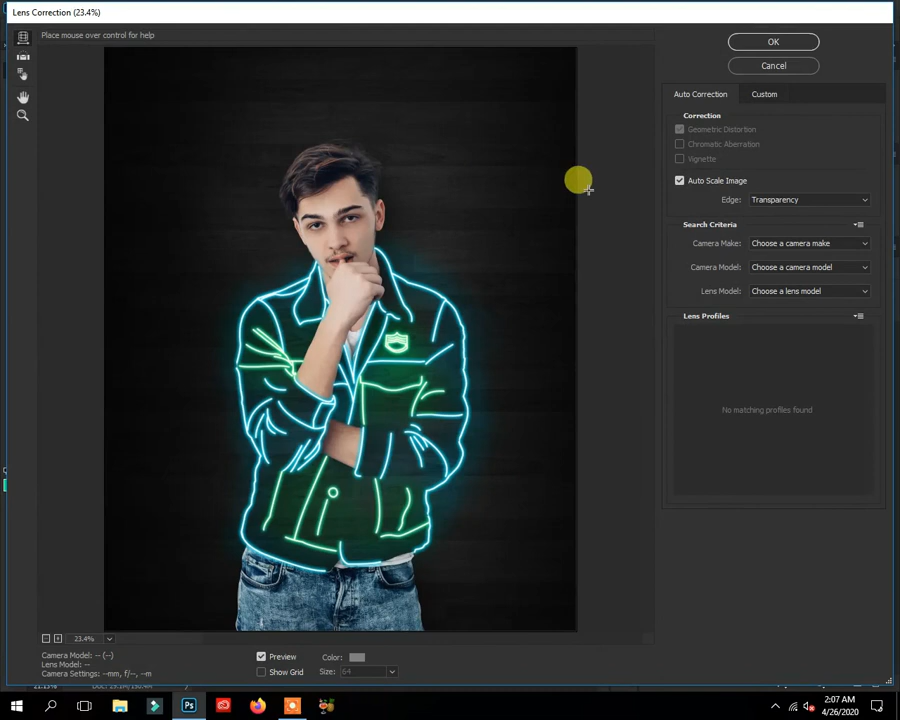 Lens Correction (23.4%)
Place mouse over control for help
OK
Cancel
Auto Correction
Custom
Correction
Geometric Distortion
Chromatic Aberration
Vignette
Auto Scale Image
Edge: Transparency
Search Criteria
Camera Make: Choose a camera make
Camera Model: Choose a camera model
Lens Model: Choose a lens model
Lens Profiles
No matching profiles found
23.4%
Camera Model: -- (--)
Lens Model: --
Camera Settings: --mm, f/--, --m
Preview
Color:
Show Grid
Size: 64
Ps
2:07 AM
4/26/2020